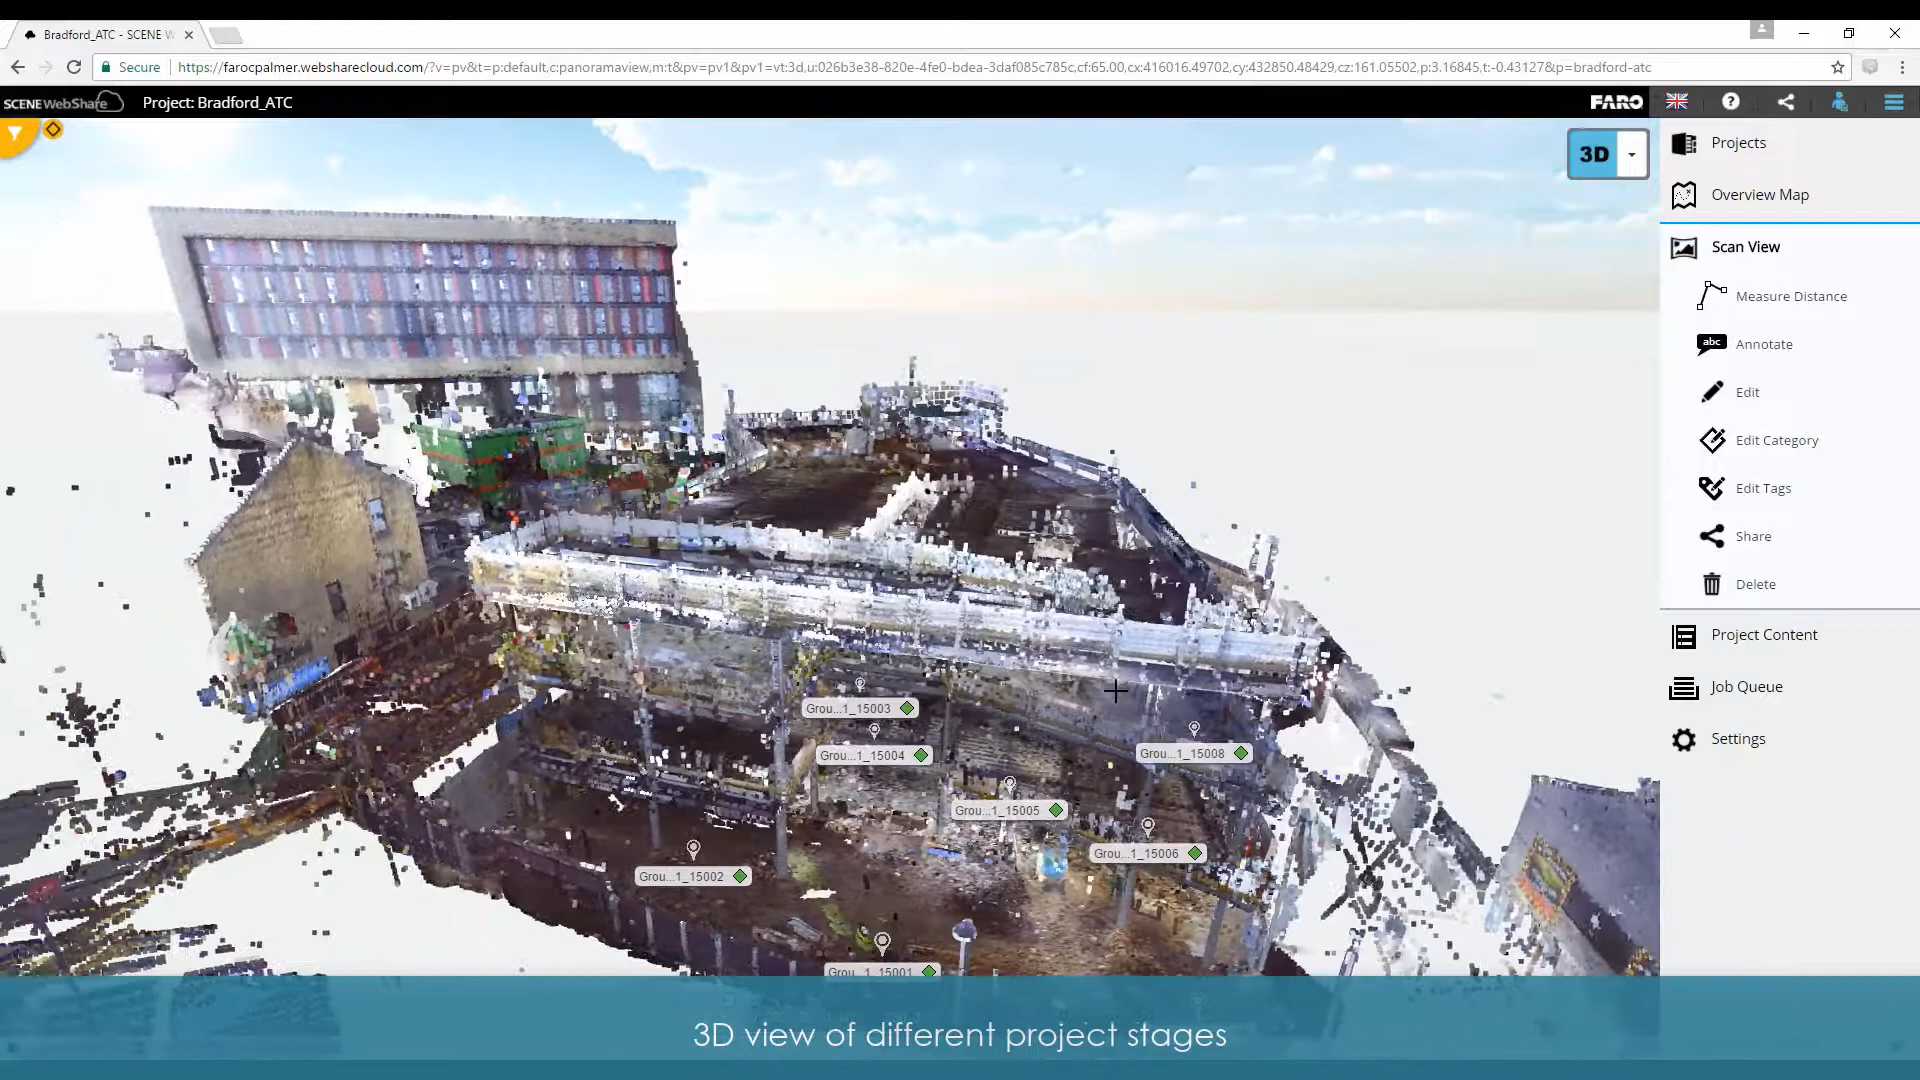 Bradford_ATC - SCENE W
Secure https://farocpalmer.websharecloud.com/?v=pv&t=p:default,c:panoramaview,m:t&pv=pv1&pv1=vt:3d,u:026b3e38-820e-4fe0-bdea-3daf085c785c,cf:65.00,cx:416016.49702,cy:432850.48429,cz:161.05502,p:3.16845,t:-0.43127&p=bradford-atc
SCENE WebShare Project: Bradford_ATC FARO ?
3D
Projects
Overview Map
Scan View
Measure Distance
abc Annotate
Edit
Edit Category
Edit Tags
Share
Delete
Project Content
Job Queue
Settings
Grou...1_15003
Grou...1_15004
Grou...1_15008
Grou...1_15005
Grou...1_15006
Grou...1_15002
Grou...1_15001
3D view of different project stages